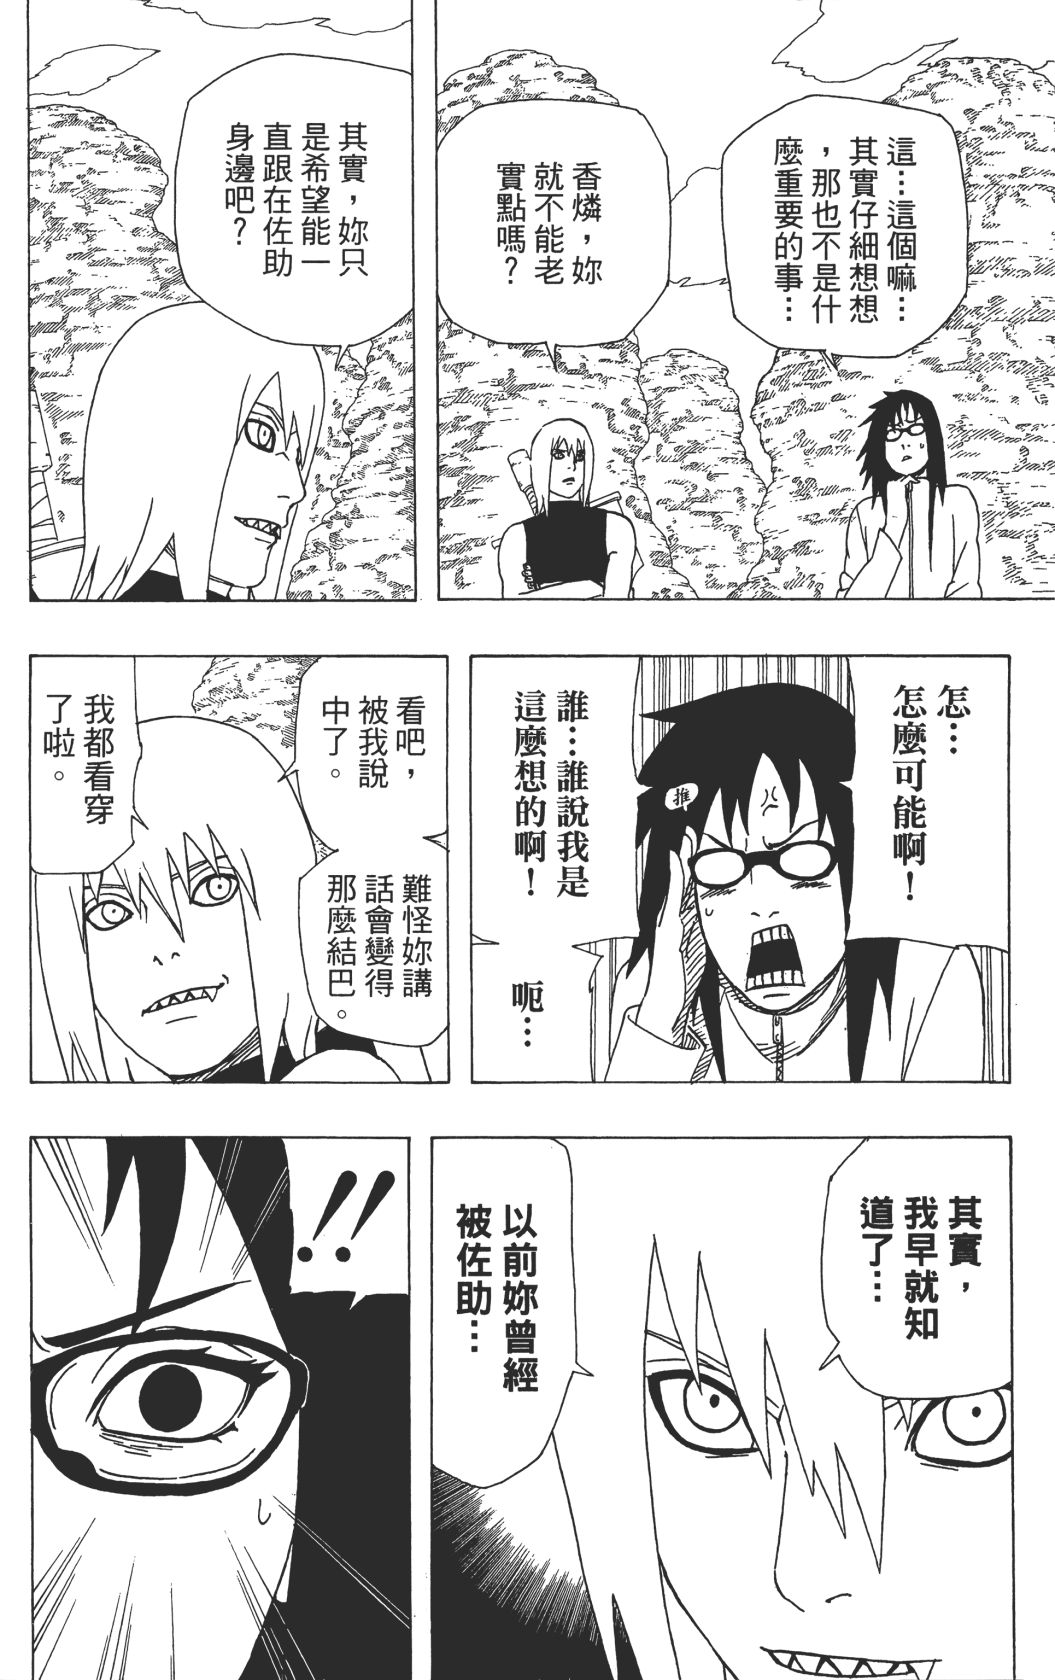 這…這個嘛…
其實仔細想想
，那也不是什
麼重要的事…
香燐，妳
就不能老
實點嗎？
其實，妳只
是希望能一
直跟在佐助
身邊吧？
怎…
怎麼可能啊！
推
誰…誰說我是
這麼想的啊！
呃…
看吧，
被我說
中了。
難怪妳講
話會變得
那麼結巴。
我都看穿
了啦。
其實，
我早就知
道了…
以前妳曾經
被佐助…
!!